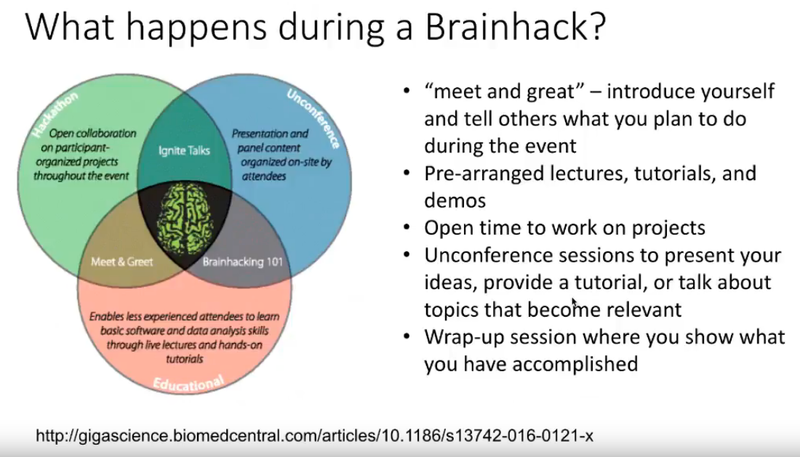 What happens during a Brainhack?
Hackathon
Open collaboration
on participant-
organized projects
throughout the event
Ignite Talks
Unconference
Presentation and
panel content
organized on-site by
attendees
Meet & Greet
Brainhacking 101
Enables less experienced attendees to learn
basic software and data analysis skills
through live lectures and hands-on
tutorials
Educational
• “meet and great” – introduce yourself
and tell others what you plan to do
during the event
• Pre-arranged lectures, tutorials, and
demos
• Open time to work on projects
• Unconference sessions to present your
ideas, provide a tutorial, or talk about
topics that become relevant
• Wrap-up session where you show what
you have accomplished
http://gigascience.biomedcentral.com/articles/10.1186/s13742-016-0121-x